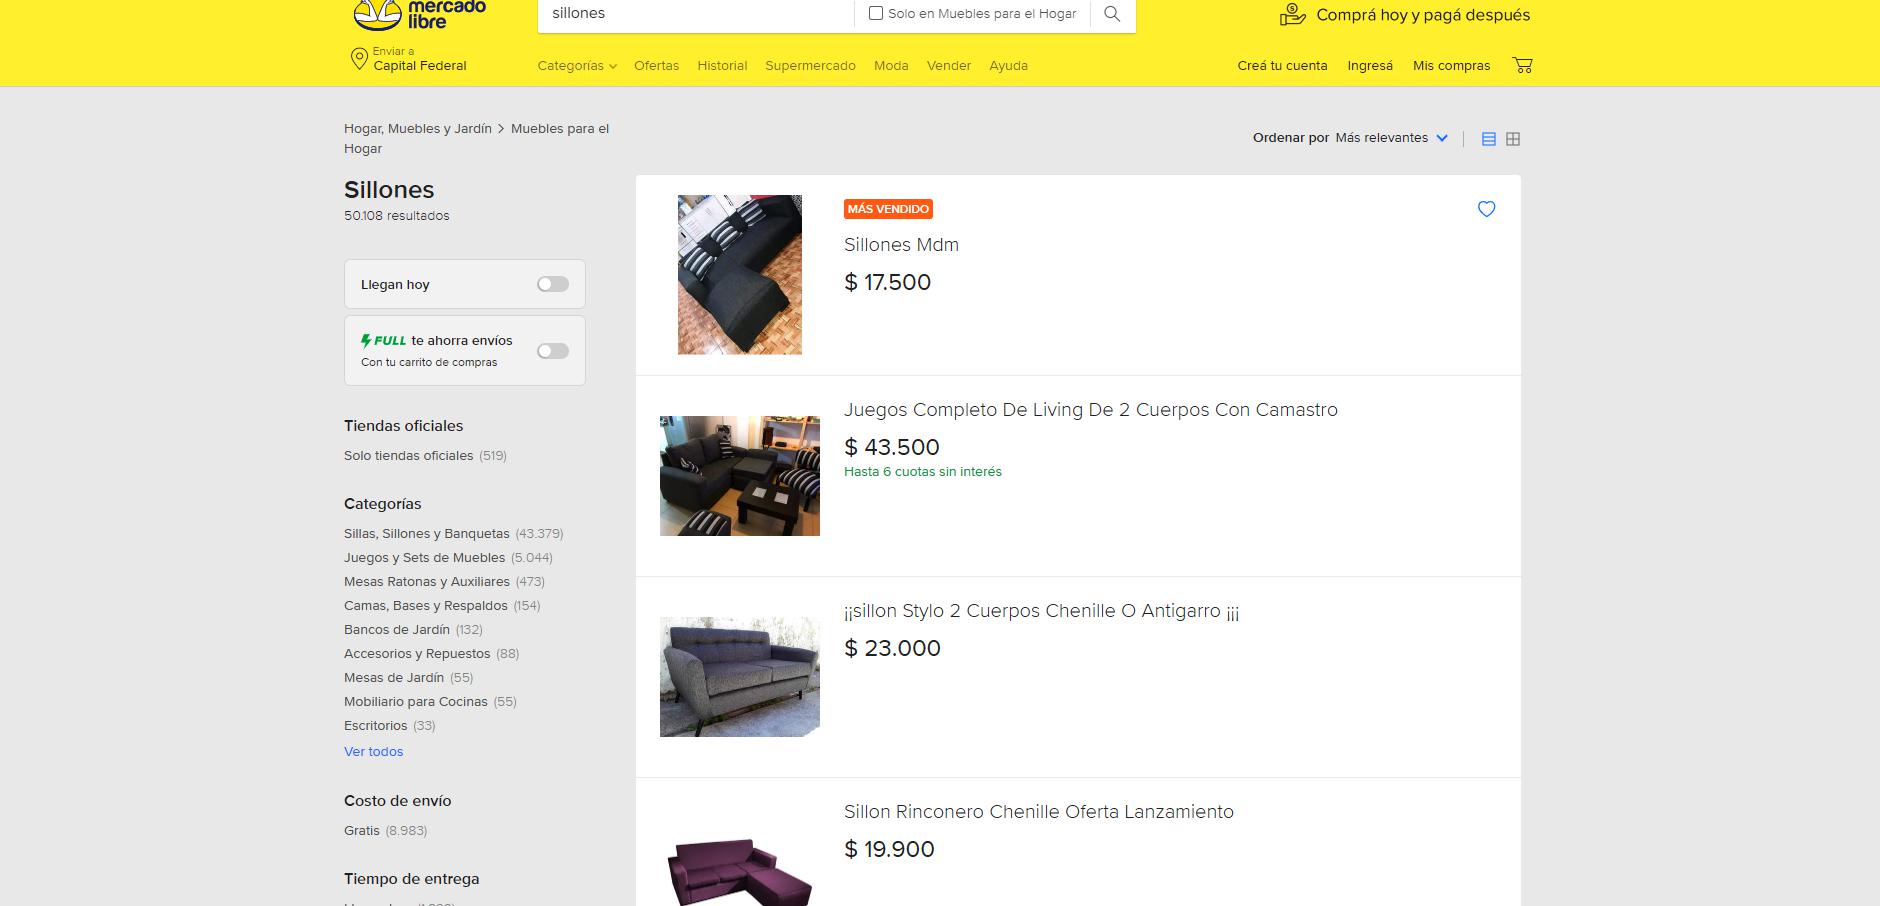 mercado
libre
sillones
Solo en Muebles para el Hogar
Comprá hoy y pagá después
Enviar a
Capital Federal
Categorías
Ofertas
Historial
Supermercado
Moda
Vender
Ayuda
Creá tu cuenta
Ingresá
Mis compras
Hogar, Muebles y Jardín > Muebles para el
Hogar
Ordenar por Más relevantes
Sillones
50.108 resultados
Llegan hoy
FULL te ahorra envíos
Con tu carrito de compras
Tiendas oficiales
Solo tiendas oficiales (519)
Categorías
Sillas, Sillones y Banquetas (43.379)
Juegos y Sets de Muebles (5.044)
Mesas Ratonas y Auxiliares (473)
Camas, Bases y Respaldos (154)
Bancos de Jardín (132)
Accesorios y Repuestos (88)
Mesas de Jardín (55)
Mobiliario para Cocinas (55)
Escritorios (33)
Ver todos
Costo de envío
Gratis (8.983)
Tiempo de entrega
MÁS VENDIDO
Sillones Mdm
$ 17.500
Juegos Completo De Living De 2 Cuerpos Con Camastro
$ 43.500
Hasta 6 cuotas sin interés
¡¡sillon Stylo 2 Cuerpos Chenille O Antigarro ¡¡¡
$ 23.000
Sillon Rinconero Chenille Oferta Lanzamiento
$ 19.900